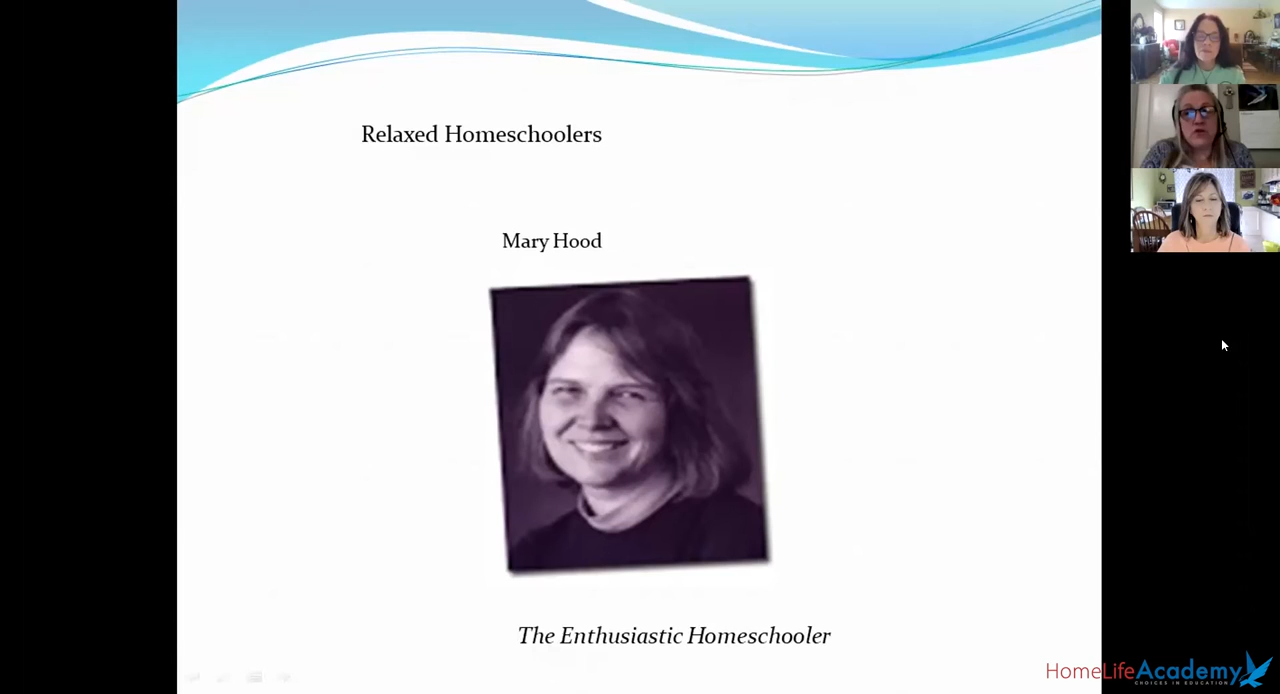 Relaxed Homeschoolers
Mary Hood
The Enthusiastic Homeschooler
HomeLifeAcademy
CHOICES IN EDUCATION